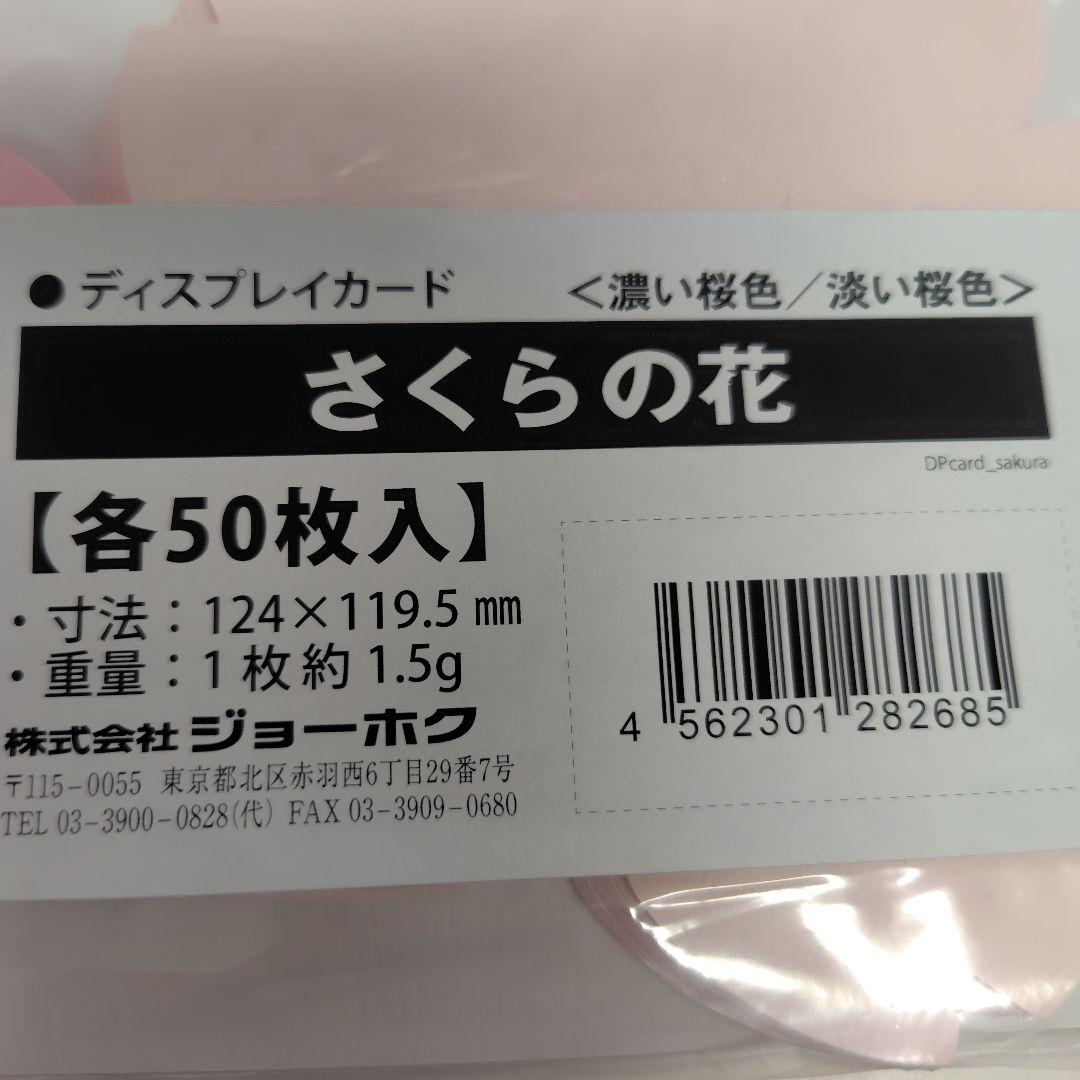 ● ディスプレイカード ＜濃い桜色／淡い桜色＞
さくらの花
DPcard_sakura
【各50枚入】
・寸法：124×119.5㎜
・重量：1枚約1.5g
株式会社ジョーホク
〒115-0055 東京都北区赤羽西6丁目29番7号
TEL 03-3900-0828(代) FAX 03-3909-0680
4 562301 282685